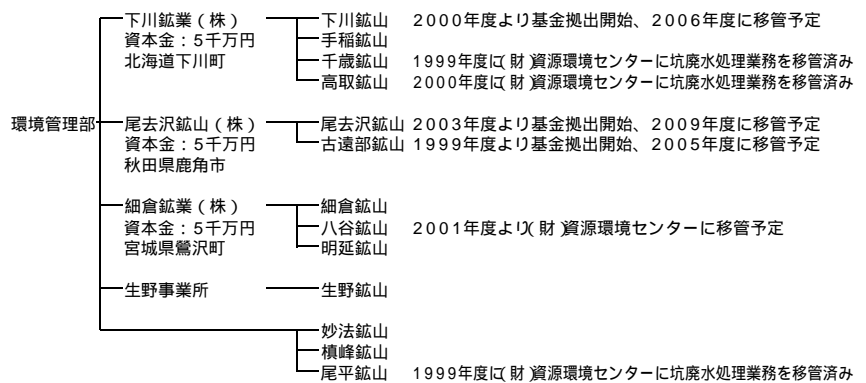 下川鉱業（株） 下川鉱山 2000年度より基金拠出開始、2006年度に移管予定
資本金：5千万円 手稲鉱山
北海道下川町 千歳鉱山 1999年度に(財)資源環境センターに坑廃水処理業務を移管済み
高取鉱山 2000年度に(財)資源環境センターに坑廃水処理業務を移管済み
環境管理部 尾去沢鉱山（株） 尾去沢鉱山 2003年度より基金拠出開始、2009年度に移管予定
資本金：5千万円 古遠部鉱山 1999年度より基金拠出開始、2005年度に移管予定
秋田県鹿角市
細倉鉱業（株） 細倉鉱山
資本金：5千万円 八谷鉱山 2001年度より(財)資源環境センターに移管予定
宮城県鶯沢町 明延鉱山
生野事業所 生野鉱山
妙法鉱山
槙峰鉱山
尾平鉱山 1999年度に(財)資源環境センターに坑廃水処理業務を移管済み